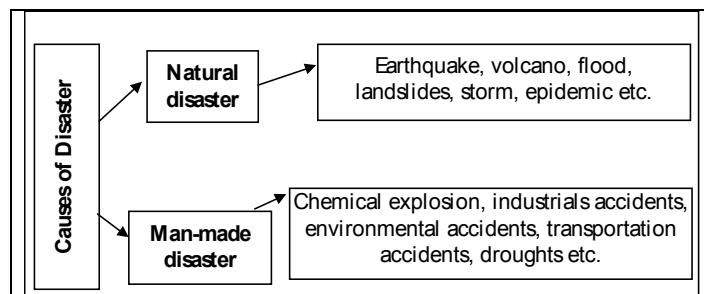 Causes of Disaster
Natural
disaster
Earthquake, volcano, flood,
landslides, storm, epidemic etc.
Man-made
disaster
Chemical explosion, industrials accidents,
environmental accidents, transportation
accidents, droughts etc.